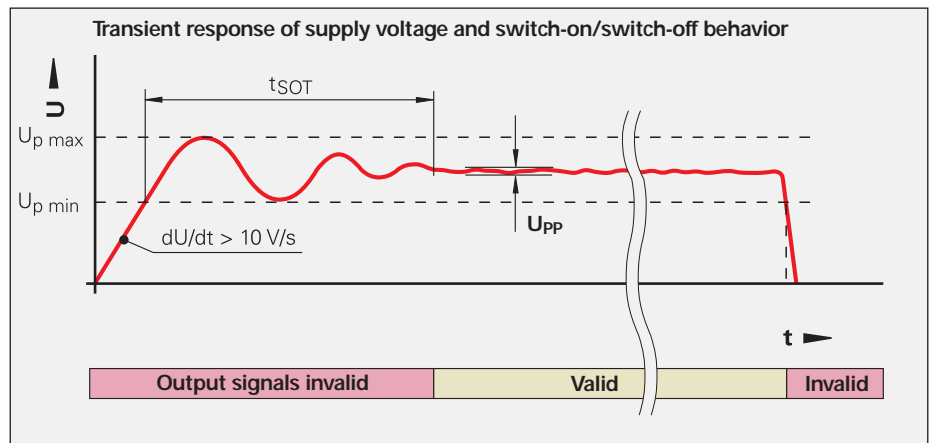 Transient response of supply voltage and switch-on/switch-off behavior
U
tSOT
Up max
Up min
UPP
dU/dt > 10 V/s
t
Output signals invalid
Valid
Invalid